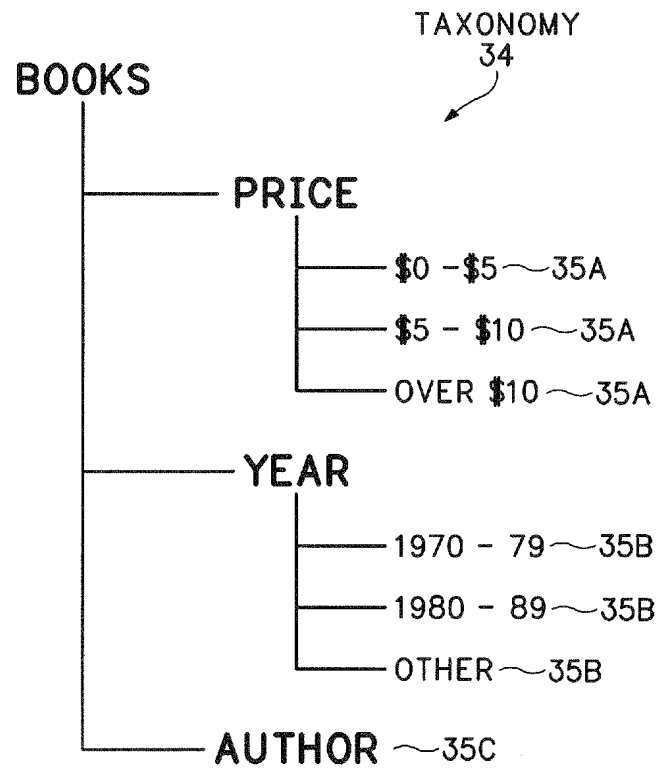 TAXONOMY
34
BOOKS
PRICE
$0 - $5 35A
$5 - $10 35A
OVER $10 35A
YEAR
1970 - 79 35B
1980 - 89 35B
OTHER 35B
AUTHOR 35C